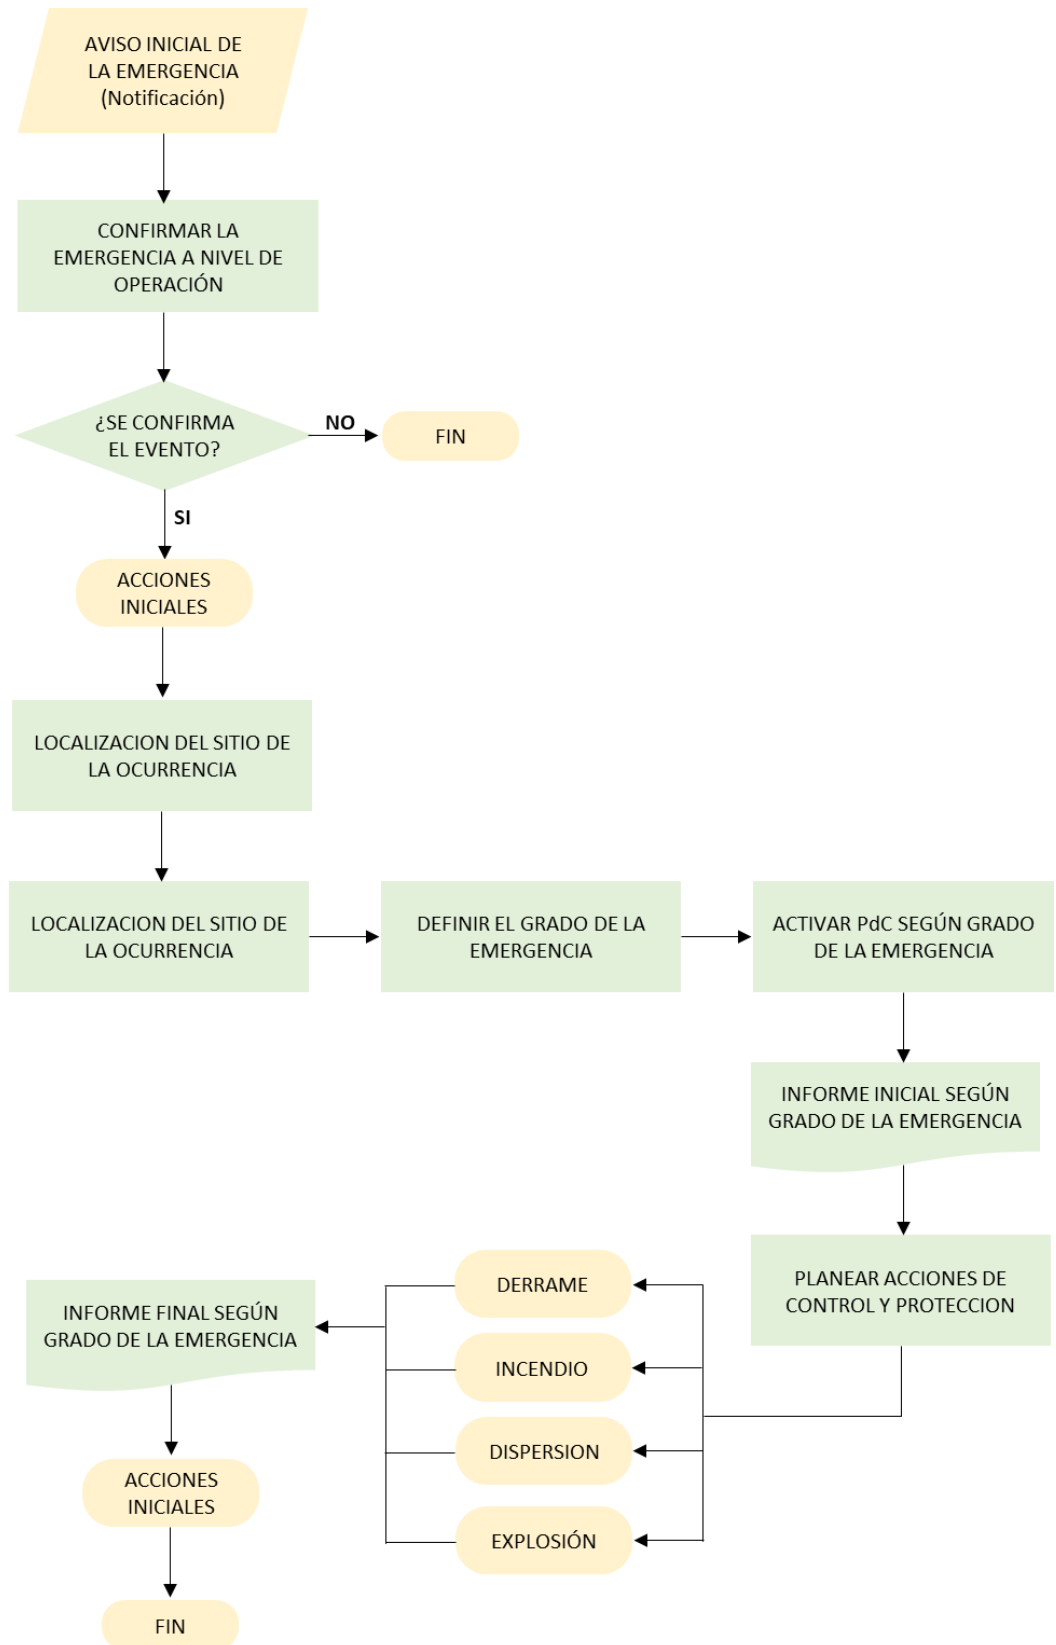 AVISO INICIAL DE
LA EMERGENCIA
(Notificación)
CONFIRMAR LA
EMERGENCIA A NIVEL DE
OPERACIÓN
¿SE CONFIRMA
EL EVENTO?
NO
FIN
SI
ACCIONES
INICIALES
LOCALIZACION DEL SITIO DE
LA OCURRENCIA
LOCALIZACION DEL SITIO DE
LA OCURRENCIA
DEFINIR EL GRADO DE LA
EMERGENCIA
ACTIVAR PdC SEGÚN GRADO
DE LA EMERGENCIA
INFORME INICIAL SEGÚN
GRADO DE LA EMERGENCIA
PLANEAR ACCIONES DE
CONTROL Y PROTECCION
DERRAME
INCENDIO
DISPERSION
EXPLOSIÓN
INFORME FINAL SEGÚN
GRADO DE LA EMERGENCIA
ACCIONES
INICIALES
FIN